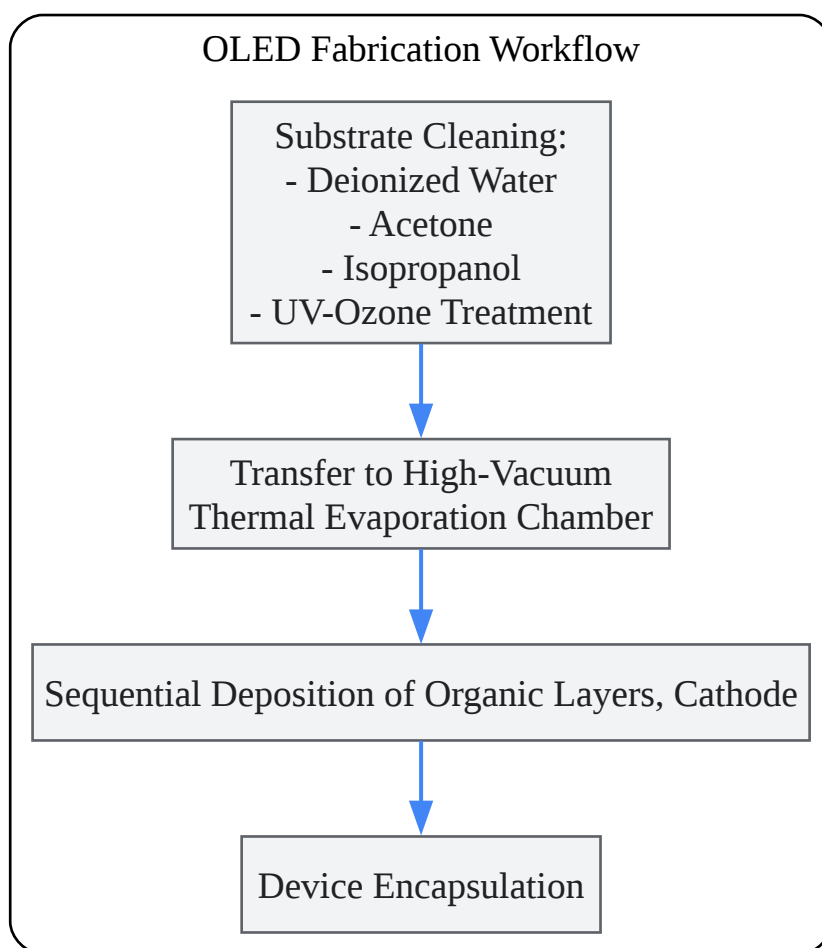 OLED Fabrication Workflow
Substrate Cleaning:
- Deionized Water
- Acetone
- Isopropanol
- UV-Ozone Treatment
Transfer to High-Vacuum
Thermal Evaporation Chamber
Sequential Deposition of Organic Layers, Cathode
Device Encapsulation